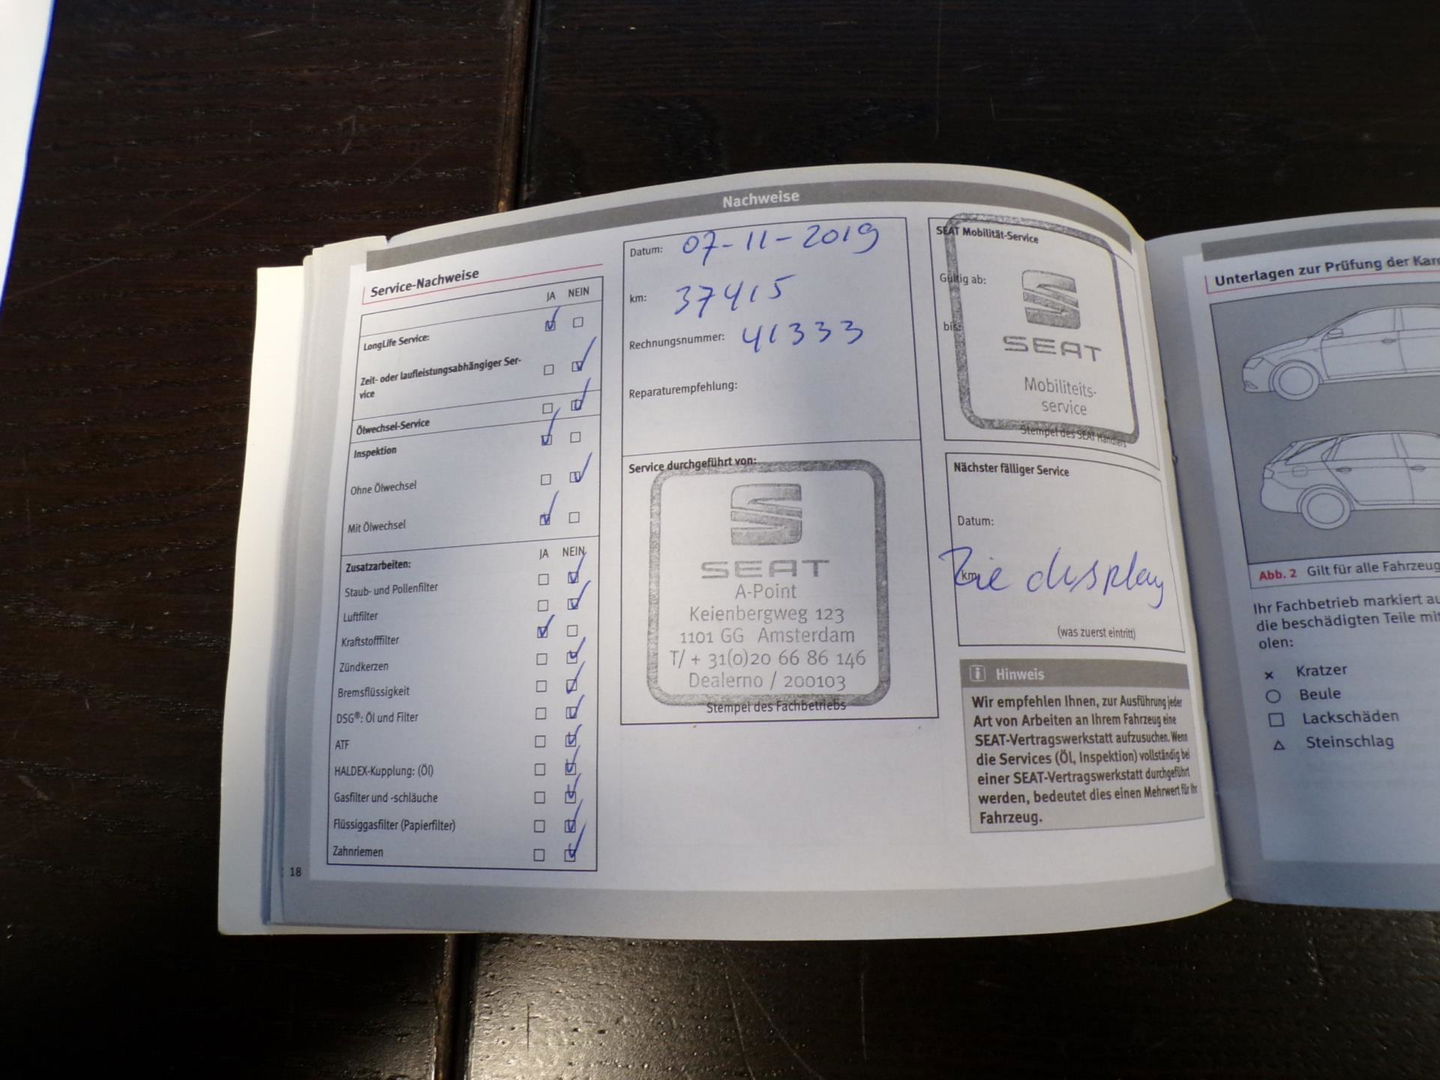 Nachweise
Service-Nachweise
JA NEIN
LongLife Service:
Zeit- oder laufleistungsabhängiger Ser-
vice
Ölwechsel-Service
Inspektion
Ohne Ölwechsel
Mit Ölwechsel
JA NEIN
Zusatzarbeiten:
Staub- und Pollenfilter
Luftfilter
Kraftstofffilter
Zündkerzen
Bremsflüssigkeit
DSG®: Öl und Filter
ATF
HALDEX-Kupplung: (Öl)
Gasfilter und -schläuche
Flüssiggasfilter (Papierfilter)
Zahnriemen
18
Datum: 07-11-2019
km: 37415
Rechnungsnummer: 41333
Reparaturempfehlung:
Service durchgeführt von:
SEAT
A-Point
Keienbergweg 123
1101 GG Amsterdam
T/ + 31(0)20 66 86 146
Dealerno / 200103
Stempel des Fachbetriebs
SEAT Mobilität-Service
Gültig ab:
bis:
SEAT
Mobiliteits-
service
Stempel des SEAT Händlers
Nächster fälliger Service
Datum:
km:
Zie display
(was zuerst eintritt)
i Hinweis
Wir empfehlen Ihnen, zur Ausführung jeder
Art von Arbeiten an Ihrem Fahrzeug eine
SEAT-Vertragswerkstatt aufzusuchen. Wenn
die Services (Öl, Inspektion) vollständig bei
einer SEAT-Vertragswerkstatt durchgeführt
werden, bedeutet dies einen Mehrwert für Ihr
Fahrzeug.
Unterlagen zur Prüfung der
Abb. 2 Gilt für alle
Ihr Fachbetrieb markiert
die beschädigten Teile
olen:
Kratzer
Beule
Lackschäden
Steinschlag